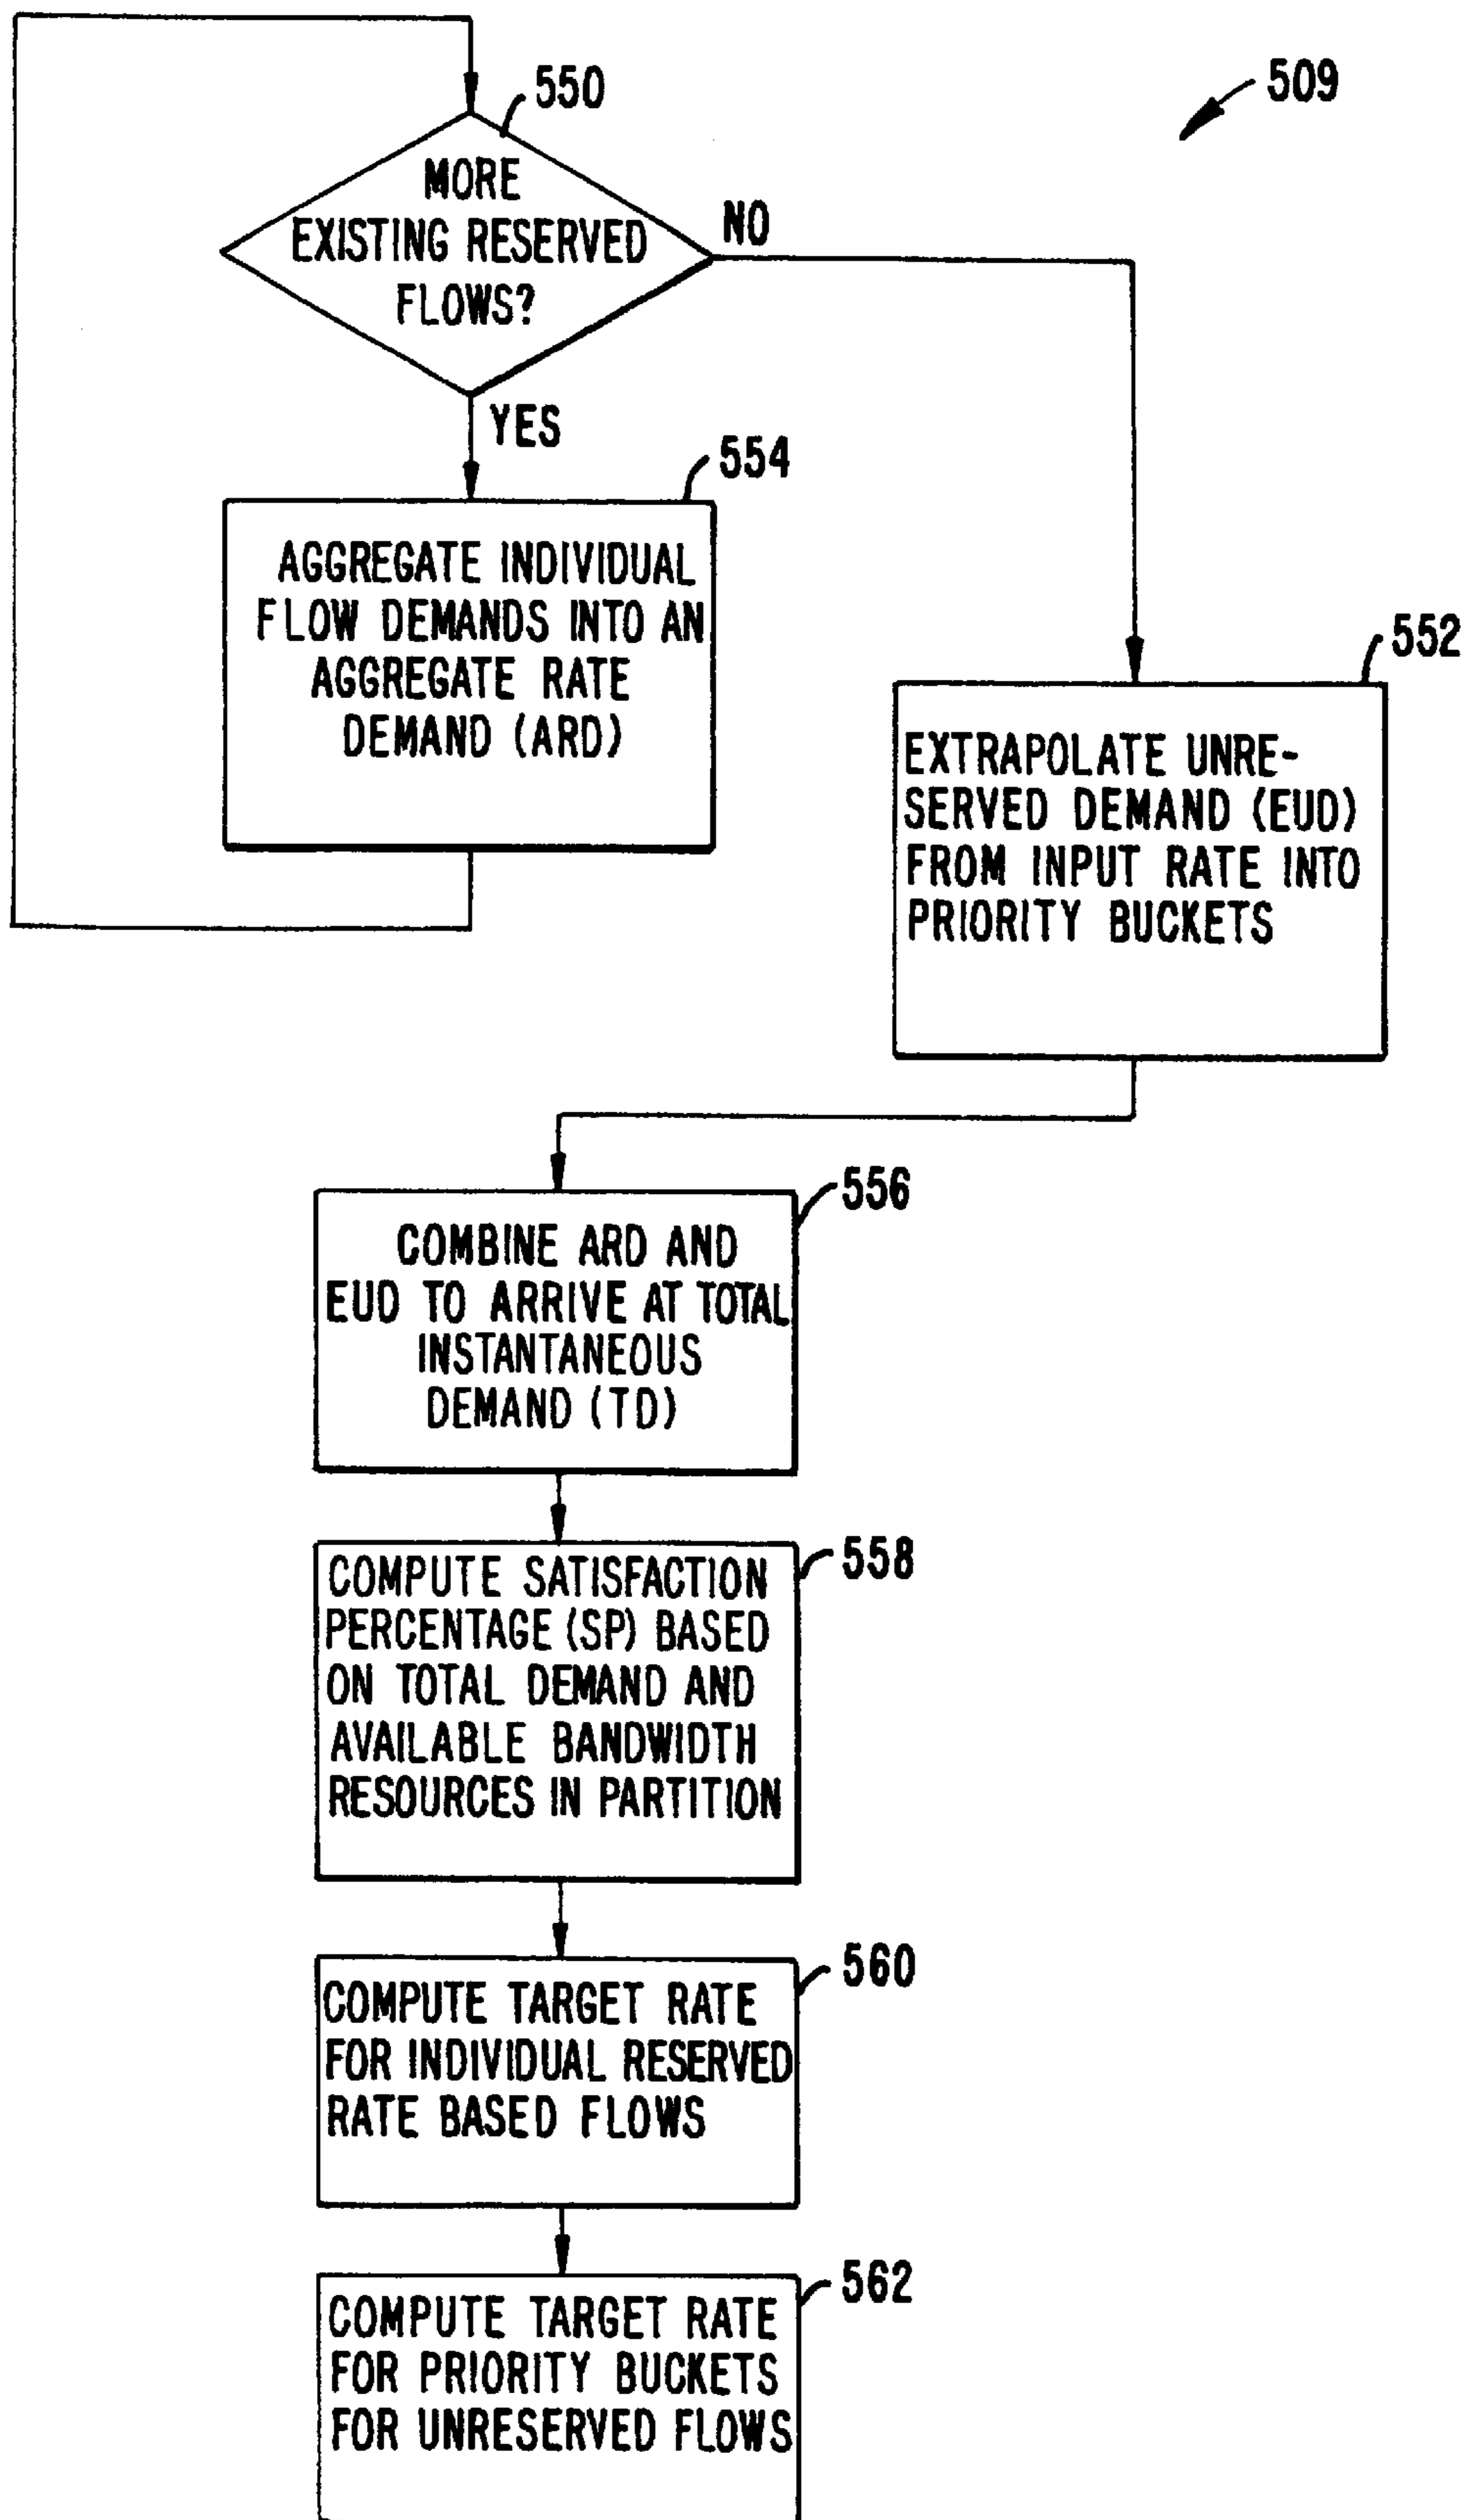 550
509
MORE
EXISTING RESERVED
FLOWS?
NO
YES
554
AGGREGATE INDIVIDUAL
FLOW DEMANDS INTO AN
AGGREGATE RATE
DEMAND (ARD)
552
EXTRAPOLATE UNRE-
SERVED DEMAND (EUD)
FROM INPUT RATE INTO
PRIORITY BUCKETS
556
COMBINE ARD AND
EUD TO ARRIVE AT TOTAL
INSTANTANEOUS
DEMAND (TD)
558
COMPUTE SATISFACTION
PERCENTAGE (SP) BASED
ON TOTAL DEMAND AND
AVAILABLE BANDWIDTH
RESOURCES IN PARTITION
560
COMPUTE TARGET RATE
FOR INDIVIDUAL RESERVED
RATE BASED FLOWS
562
COMPUTE TARGET RATE
FOR PRIORITY BUCKETS
FOR UNRESERVED FLOWS